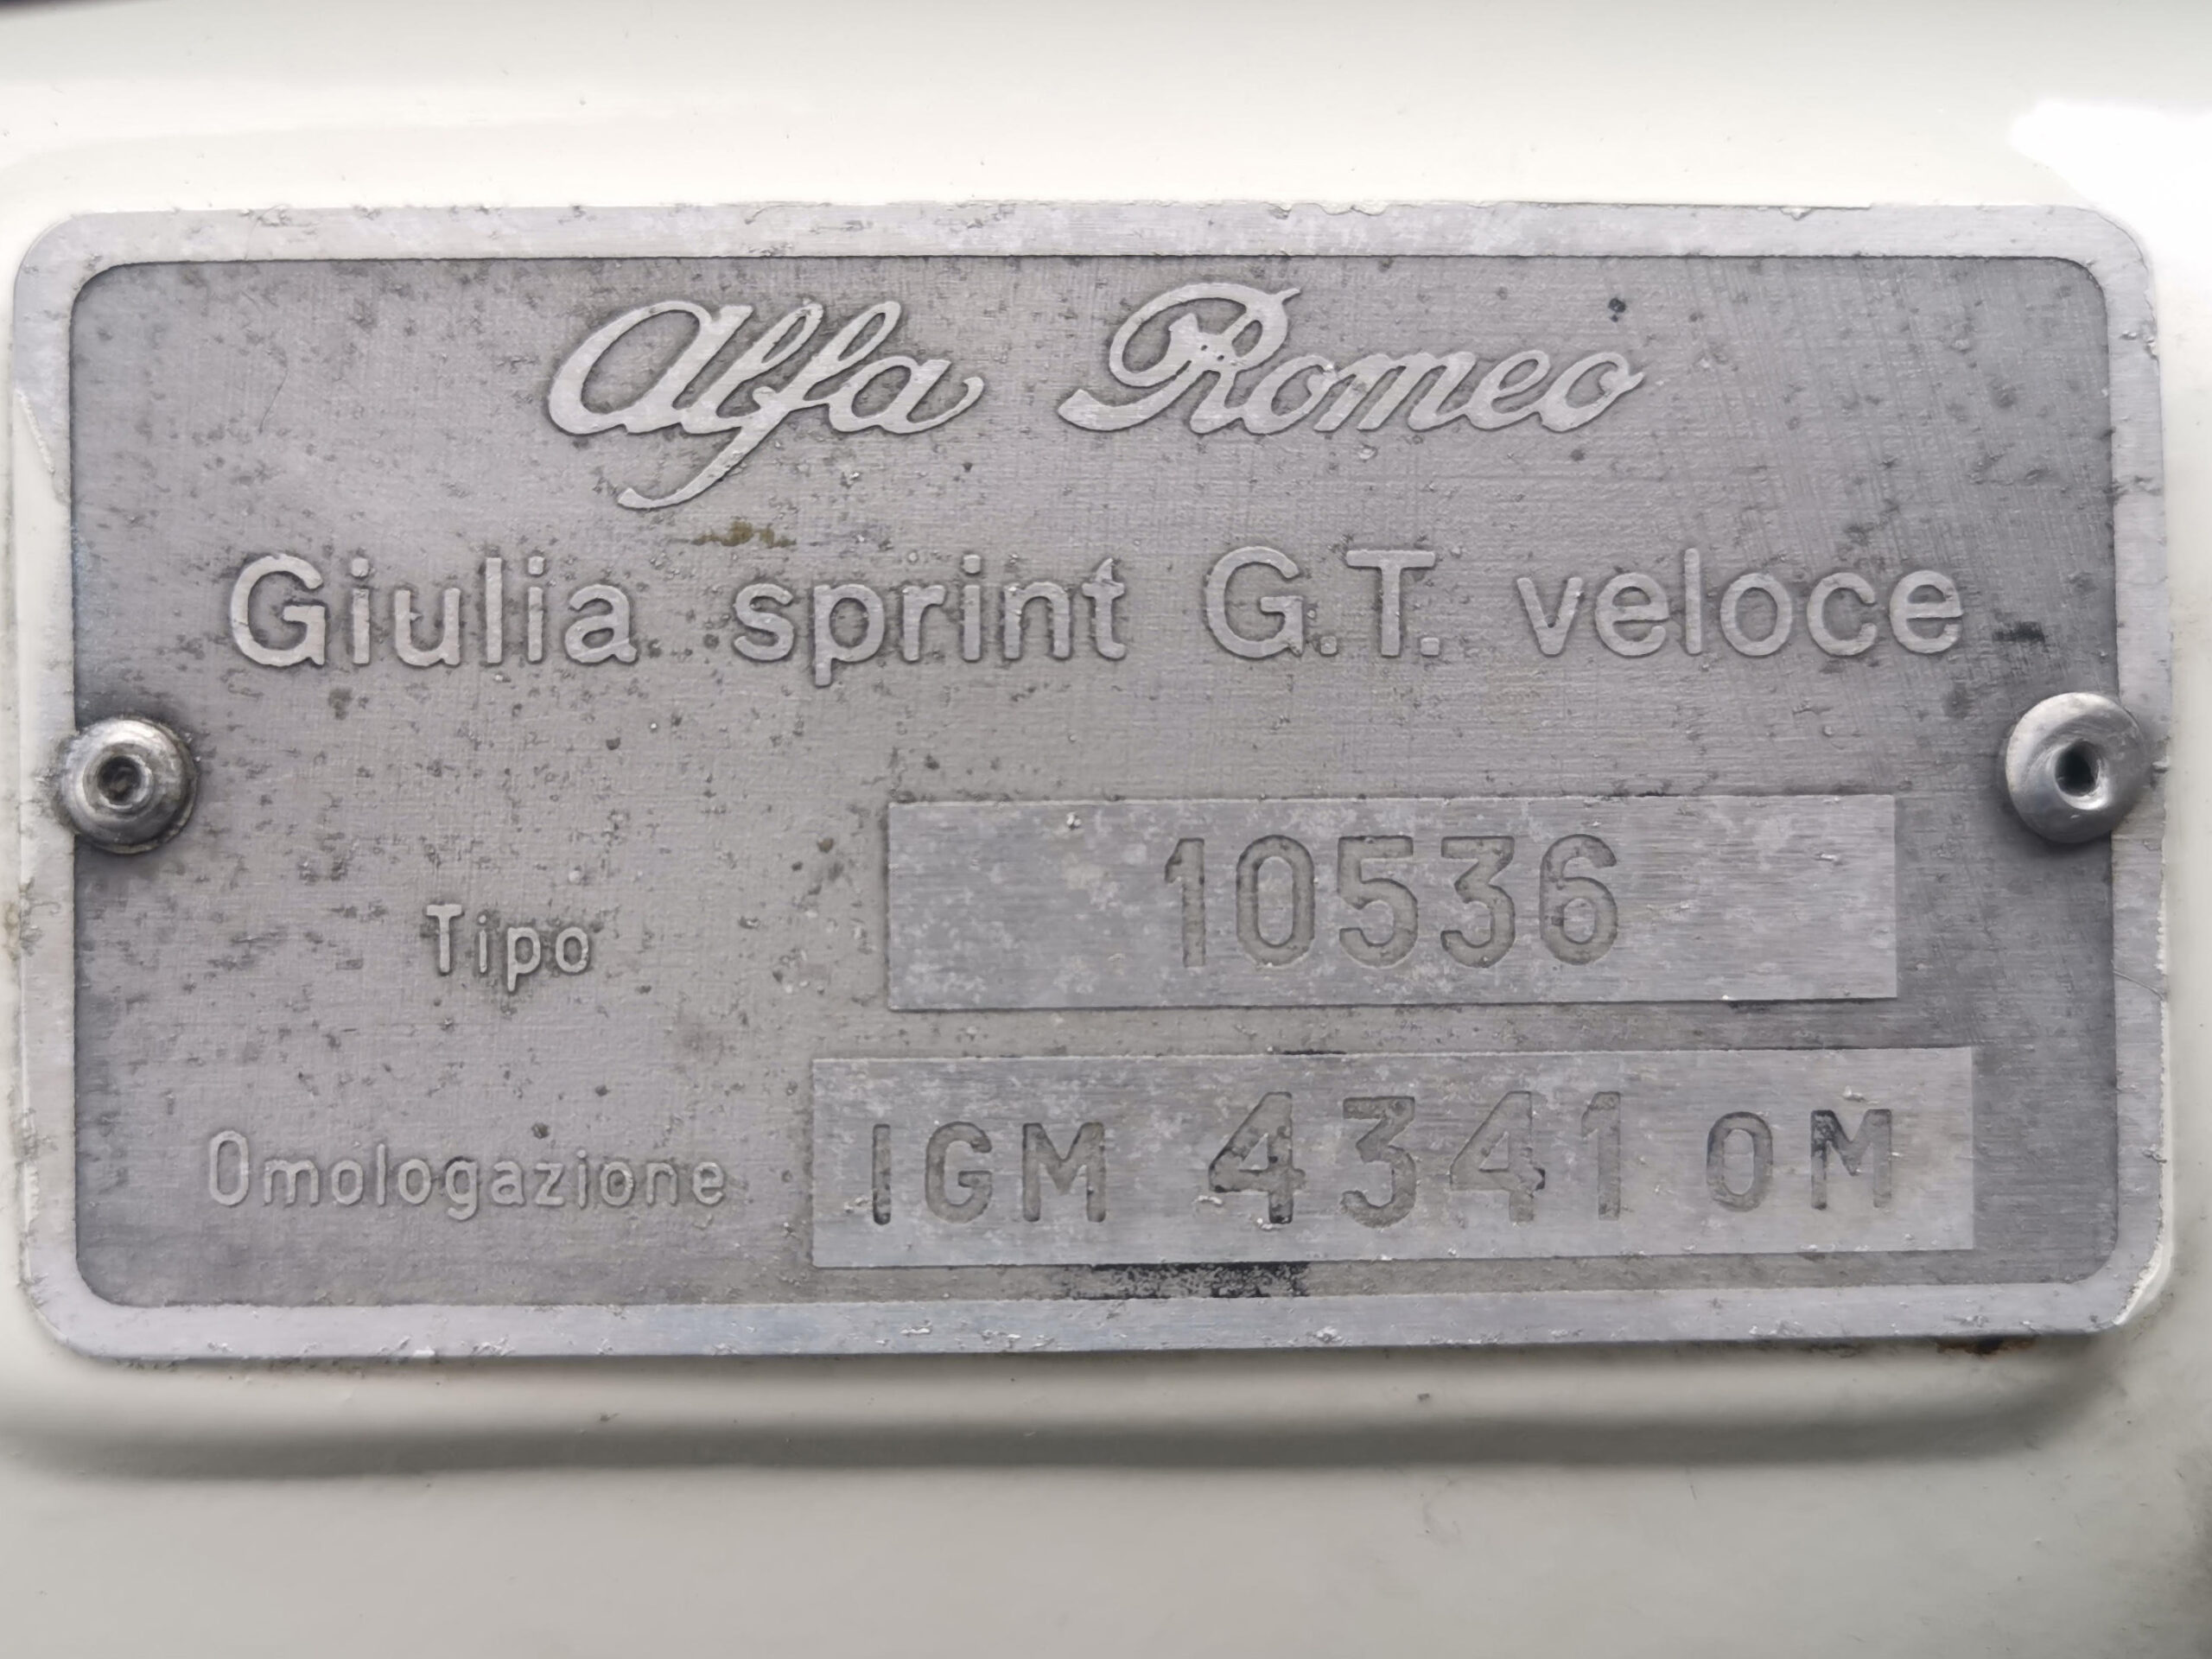 Alfa Romeo
Giulia sprint G.T. veloce
Tipo 10536
Omologazione IGM 4341 OM